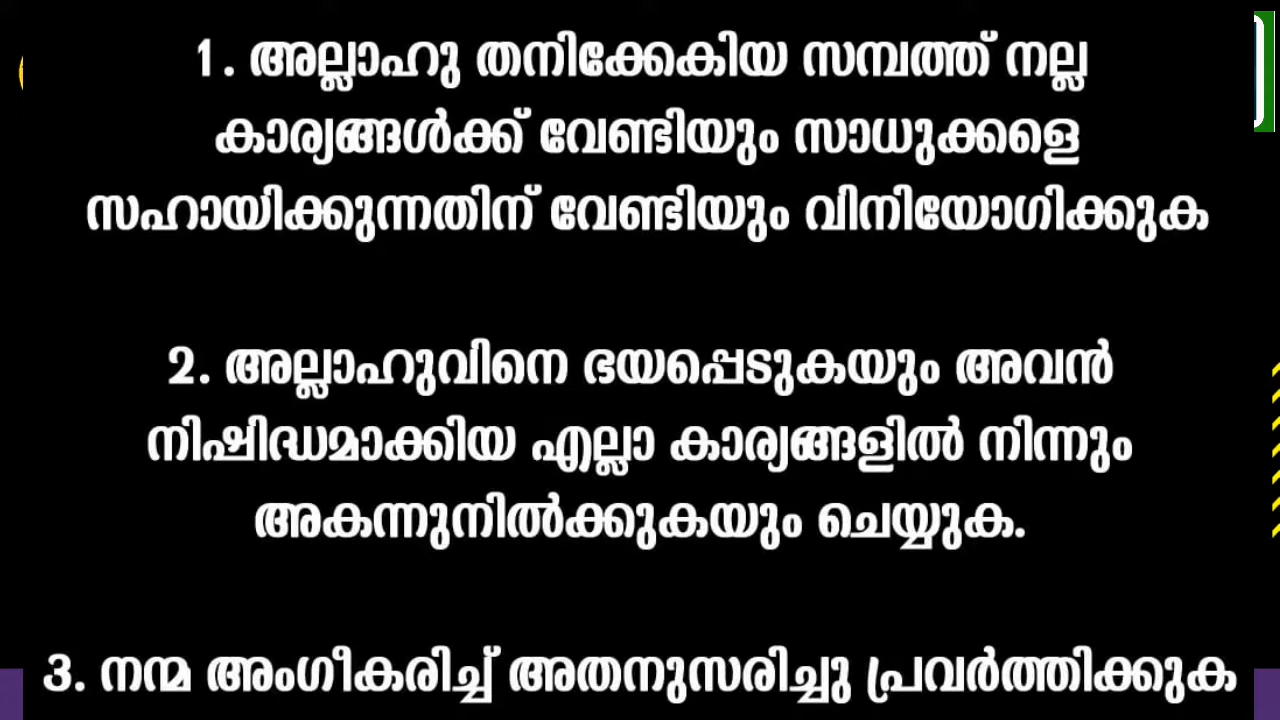 1. അല്ലാഹു തനിക്കേകിയ സമ്പത്ത് നല്ല
കാര്യങ്ങൾക്ക് വേണ്ടിയും സാധുക്കളെ
സഹായിക്കുന്നതിന് വേണ്ടിയും വിനിയോഗിക്കുക
2. അല്ലാഹുവിനെ ഭയപ്പെടുകയും അവൻ
നിഷിദ്ധമാക്കിയ എല്ലാ കാര്യങ്ങളിൽ നിന്നും
അകന്നുനിൽക്കുകയും ചെയ്യുക.
3. നന്മ അംഗീകരിച്ച് അതനുസരിച്ചു പ്രവർത്തിക്കുക